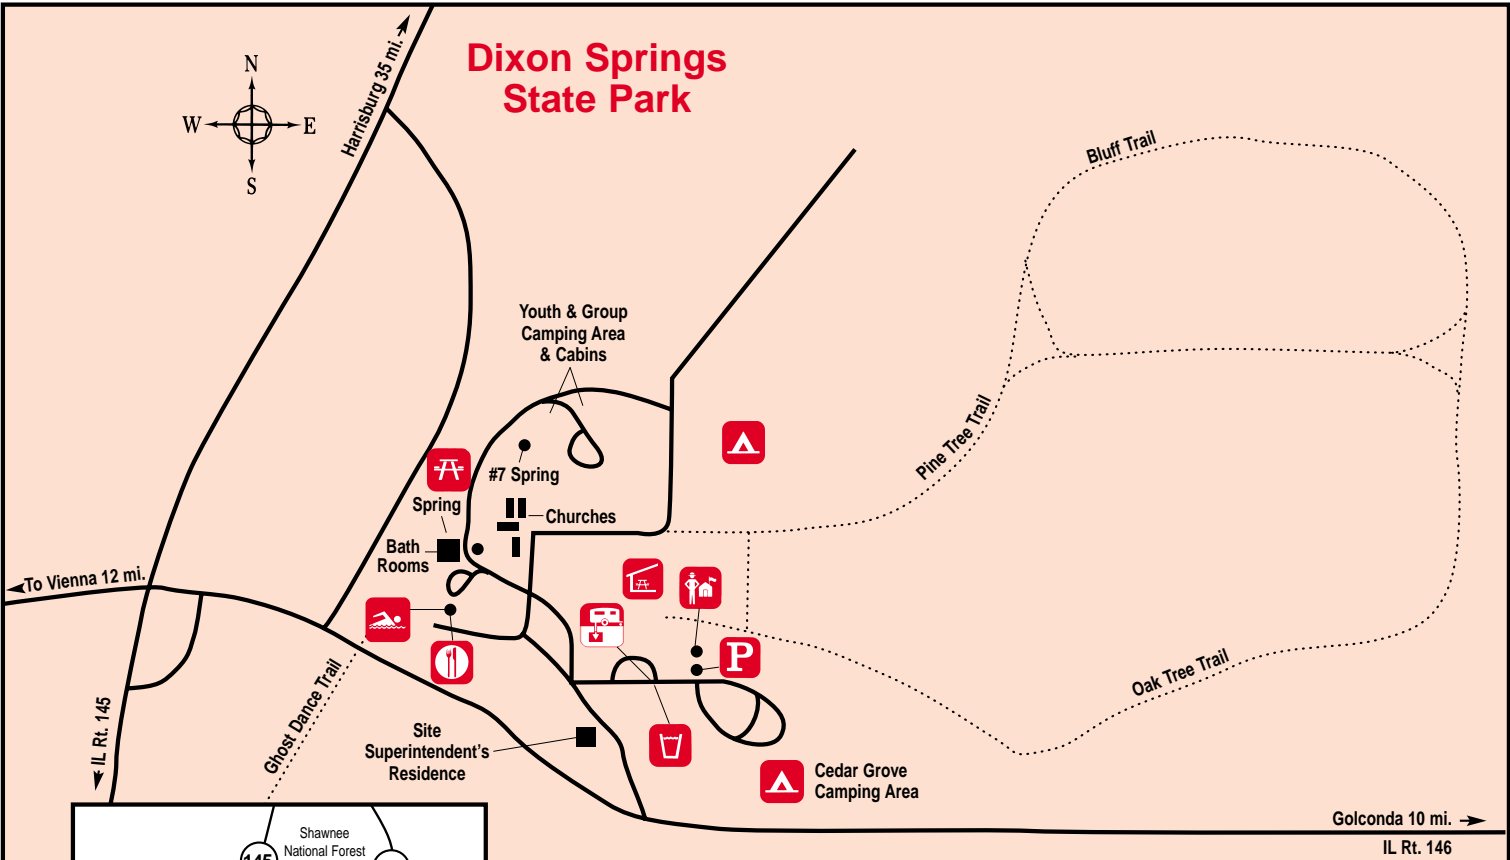 Dixon Springs
State Park
N
W
E
S
Harrisburg 35 mi.
Bluff Trail
Youth & Group
Camping Area
& Cabins
Pine Tree Trail
#7 Spring
Spring
Churches
Bath
Rooms
To Vienna 12 mi.
P
Oak Tree Trail
Ghost Dance Trail
IL Rt. 145
Site
Superintendent's
Residence
Cedar Grove
Camping Area
Golconda 10 mi.
IL Rt. 146
Shawnee
National Forest
145